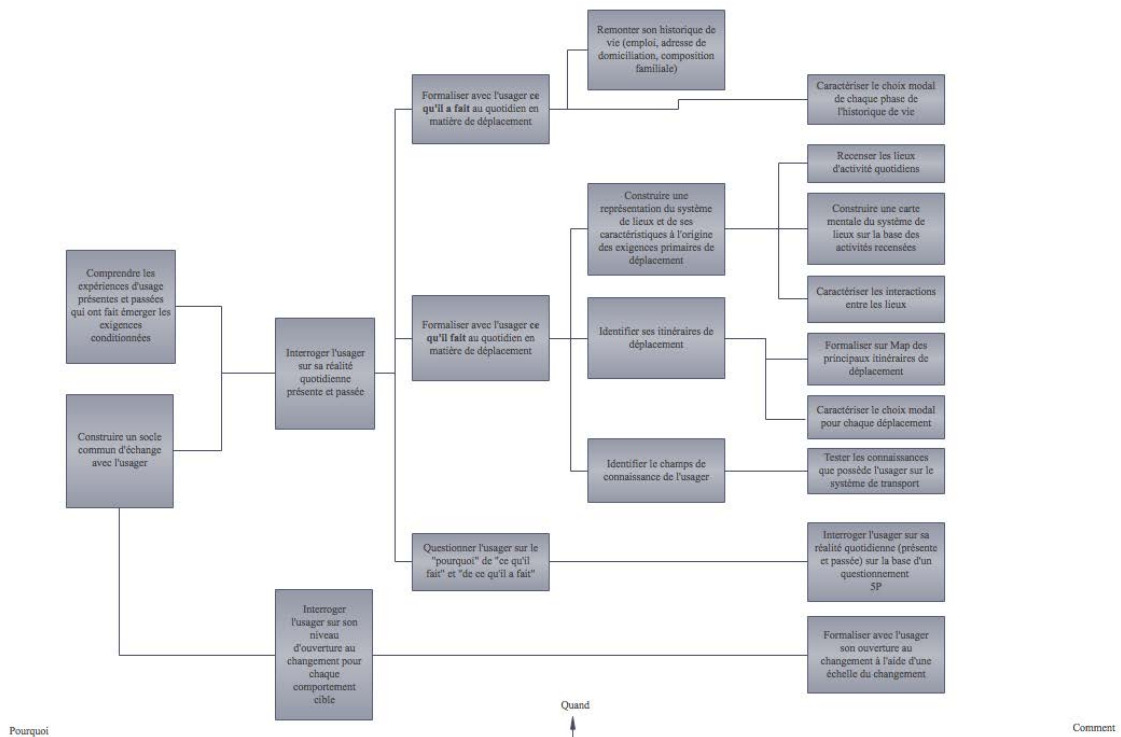 Remonter son historique de
vie (emploi, adresse de
domiciliation, composition
familiale)
Formaliser avec l'usager ce
qu'il a fait au quotidien en
matière de déplacement
Caractériser le choix modal
de chaque phase de
l'historique de vie
Recenser les lieux
d'activité quotidiens
Construire une
représentation du système
de lieux et de ses
caractéristiques à l'origine
des exigences primaires de
déplacement
Construire une carte
mentale du système de
lieux sur la base des
activités recensées
Caractériser les interactions
entre les lieux
Comprendre les
expériences d'usage
présentes et passées
qui ont fait émerger les
exigences
conditionnées
Interroger l'usager
sur sa réalité
quotidienne
présente et passée
Formaliser avec l'usager ce
qu'il fait au quotidien en
matière de déplacement
Identifier ses itinéraires de
déplacement
Formaliser sur Map des
principaux itinéraires de
déplacement
Caractériser le choix modal
pour chaque déplacement
Construire un socle
commun d'échange
avec l'usager
Identifier le champs de
connaissance de l'usager
Tester les connaissances
que possède l'usager sur le
système de transport
Questionner l'usager sur le
"pourquoi" de "ce qu'il
fait" et "de ce qu'il a fait"
Interroger l'usager sur sa
réalité quotidienne (présente
et passée) sur la base d'un
questionnement
5P
Interroger
l'usager sur son
niveau
d'ouverture au
changement pour
chaque
comportement
cible
Formaliser avec l'usager
son ouverture au
changement à l'aide d'une
échelle du changement
Quand
Pourquoi
Comment